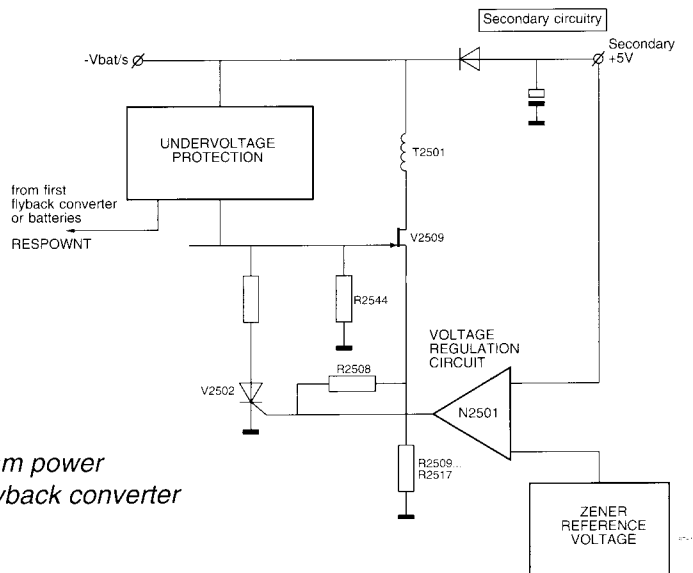 Secondary circuitry
-Vbat/s
Secondary
+5V
UNDERVOLTAGE
PROTECTION
T2501
from first
flyback converter
or batteries
RESPOWNT
V2509
R2544
VOLTAGE
REGULATION
CIRCUIT
R2508
V2502
N2501
R2509...
R2517
power
converter
ZENER
REFERENCE
VOLTAGE